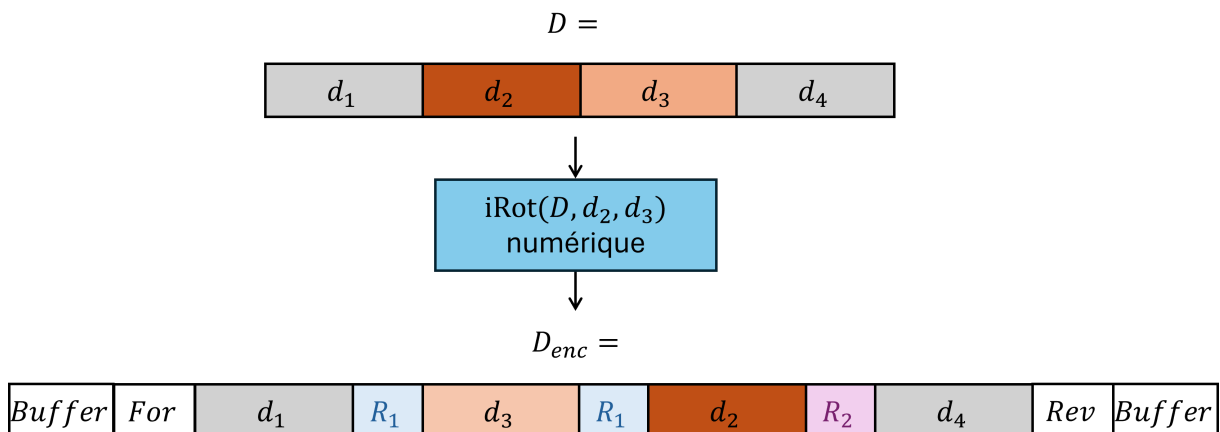 D =
d₁ d₂ d₃ d₄
iRot(D, d₂, d₃)
numérique
Dₑₙc =
Buffer For d₁ R₁ d₃ R₁ d₂ R₂ d₄ Rev Buffer